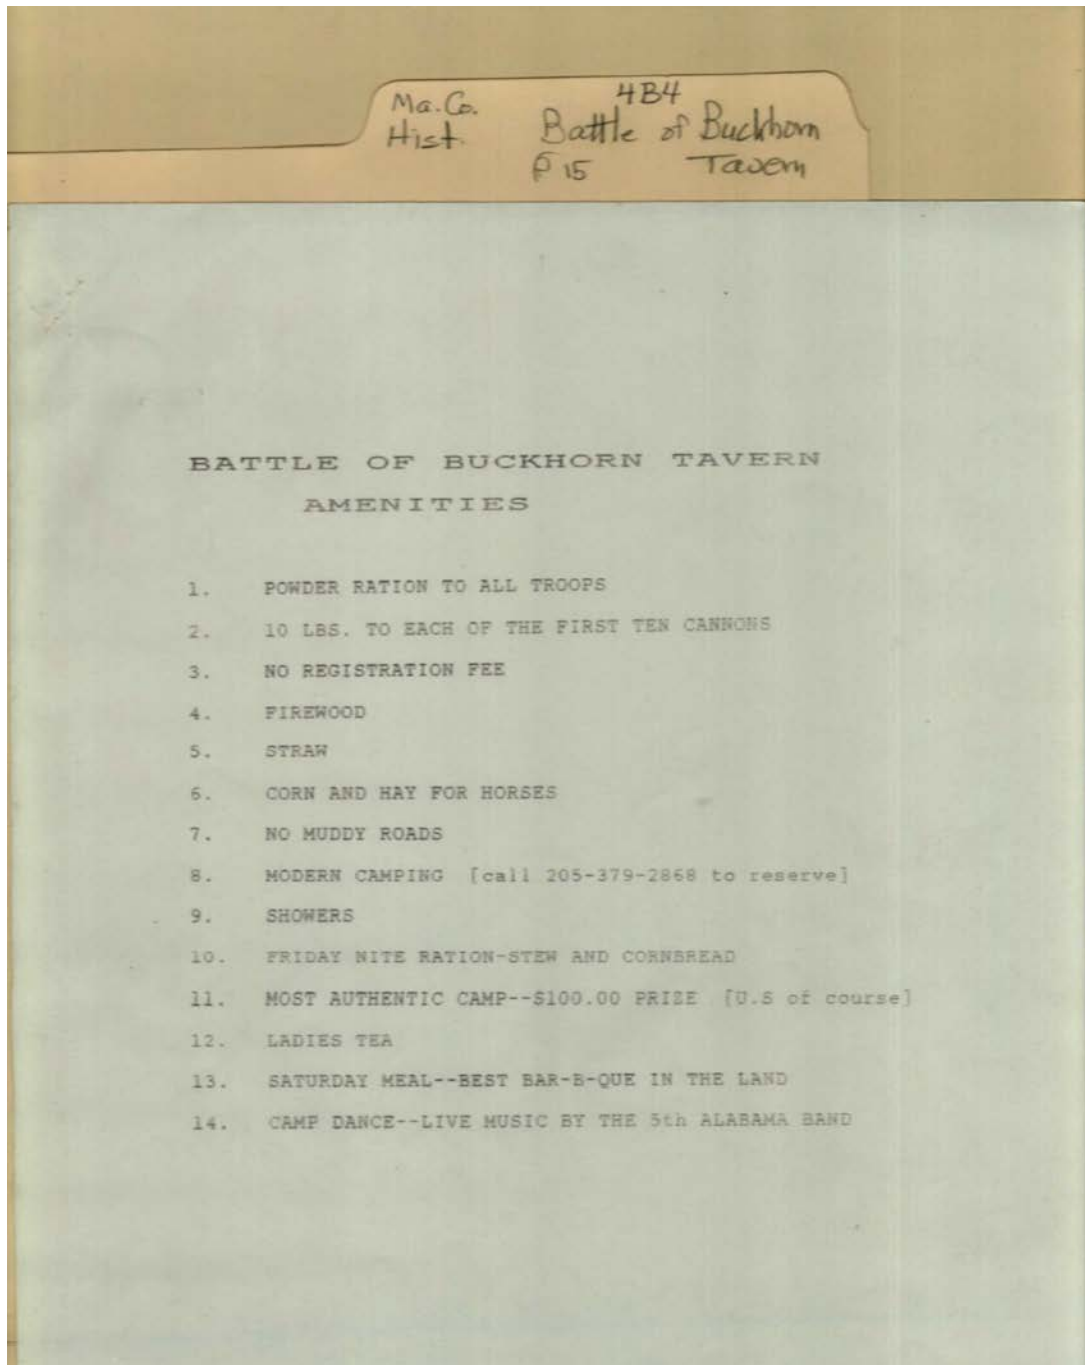 4B4
Ma.Co. Battle of Buckhorn
Hist. P 15 Tavern
BATTLE OF BUCKHORN TAVERN
AMENITIES
1. POWDER RATION TO ALL TROOPS
2. 10 LBS. TO EACH OF THE FIRST TEN CANNONS
3. NO REGISTRATION FEE
4. FIREWOOD
5. STRAW
6. CORN AND HAY FOR HORSES
7. NO MUDDY ROADS
8. MODERN CAMPING [call 205-379-2868 to reserve]
9. SHOWERS
10. FRIDAY NITE RATION-STEW AND CORNBREAD
11. MOST AUTHENTIC CAMP--$100.00 PRIZE [U.S of course]
12. LADIES TEA
13. SATURDAY MEAL--BEST BAR-B-QUE IN THE LAND
14. CAMP DANCE--LIVE MUSIC BY THE 5th ALABAMA BAND